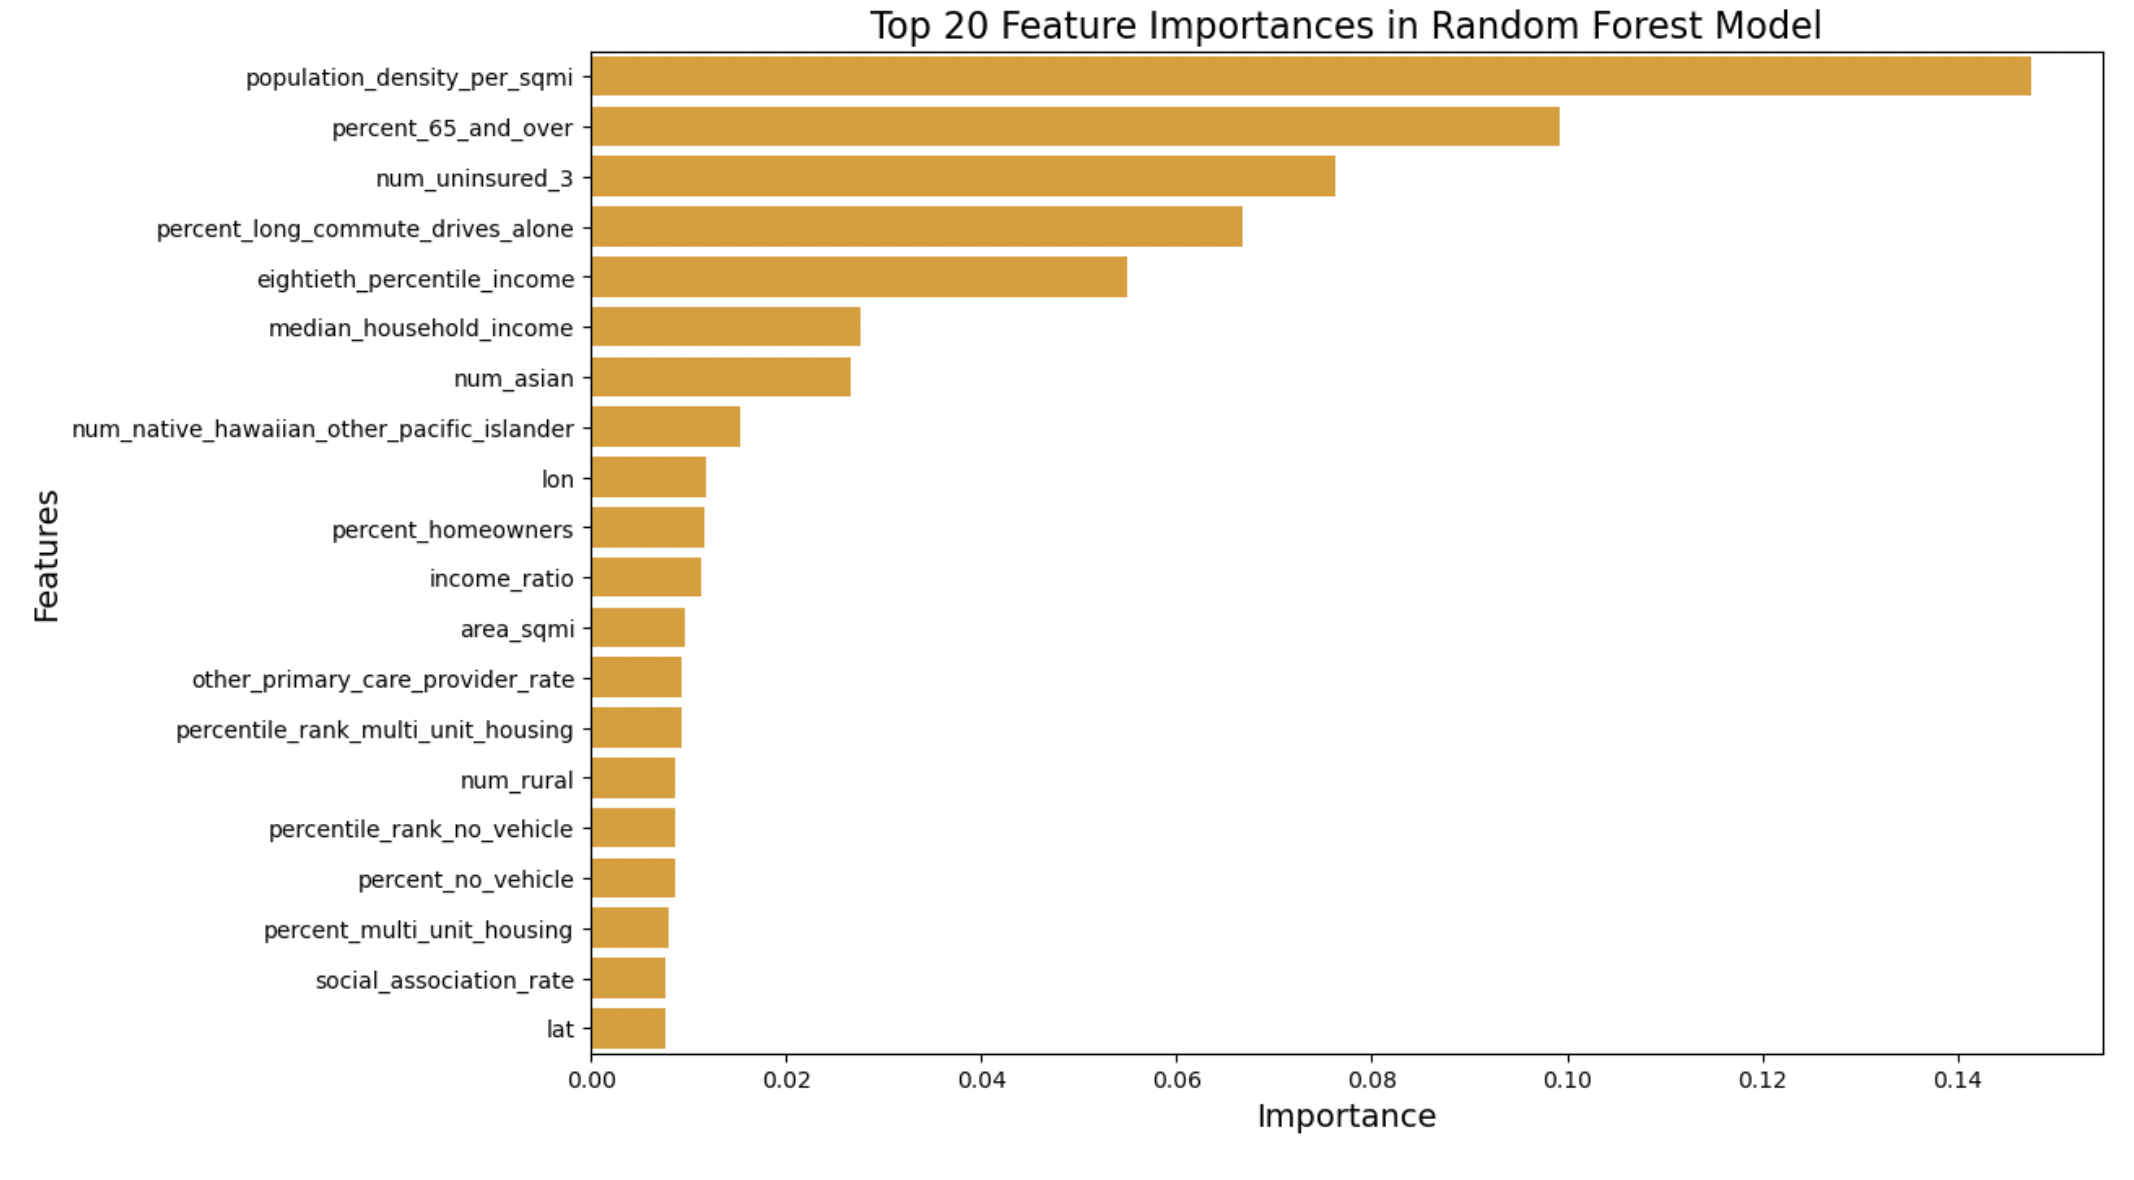 Top 20 Feature Importances in Random Forest Model
population_density_per_sqmi
percent_65_and_over
num_uninsured_3
percent_long_commute_drives_alone
eightieth_percentile_income
median_household_income
num_asian
num_native_hawaiian_other_pacific_islander
lon
percent_homeowners
income_ratio
area_sqmi
other_primary_care_provider_rate
percentile_rank_multi_unit_housing
num_rural
percentile_rank_no_vehicle
percent_no_vehicle
percent_multi_unit_housing
social_association_rate
lat
Features
0.00 0.02 0.04 0.06 0.08 0.10 0.12 0.14
Importance